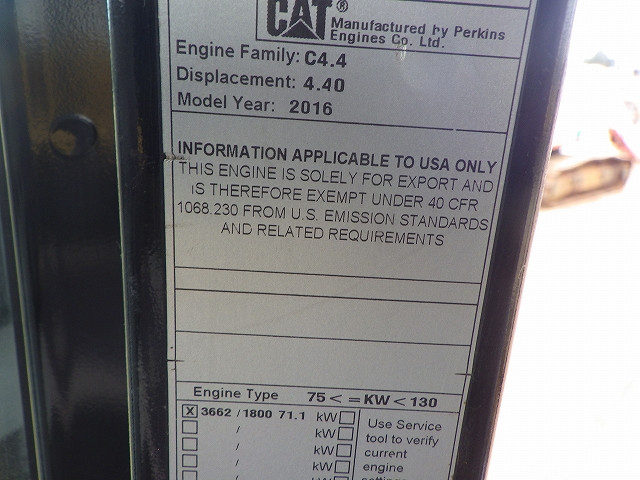 CAT®
Manufactured by Perkins
Engines Co. Ltd.
Engine Family: C4.4
Displacement: 4.40
Model Year: 2016
INFORMATION APPLICABLE TO USA ONLY
THIS ENGINE IS SOLELY FOR EXPORT AND
IS THEREFORE EXEMPT UNDER 40 CFR
1068.230 FROM U.S. EMISSION STANDARDS
AND RELATED REQUIREMENTS
Engine Type 75 < = KW < 130
X 3662 / 1800 71.1 kW
/ kW
/ kW
/ kW
Use Service
tool to verify
current
engine